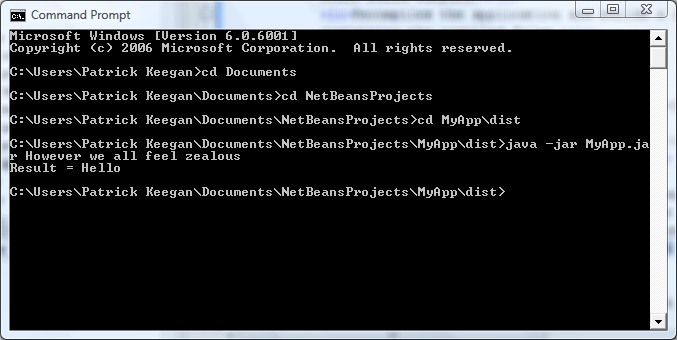 Command Prompt
Microsoft Windows [Version 6.0.6001]
Copyright (c) 2006 Microsoft Corporation.  All rights reserved.
C:\Users\Patrick Keegan>cd Documents
C:\Users\Patrick Keegan\Documents>cd NetBeansProjects
C:\Users\Patrick Keegan\Documents\NetBeansProjects>cd MyApp\dist
C:\Users\Patrick Keegan\Documents\NetBeansProjects\MyApp\dist>java -jar MyApp.ja
r However we all feel zealous
Result = Hello
C:\Users\Patrick Keegan\Documents\NetBeansProjects\MyApp\dist>